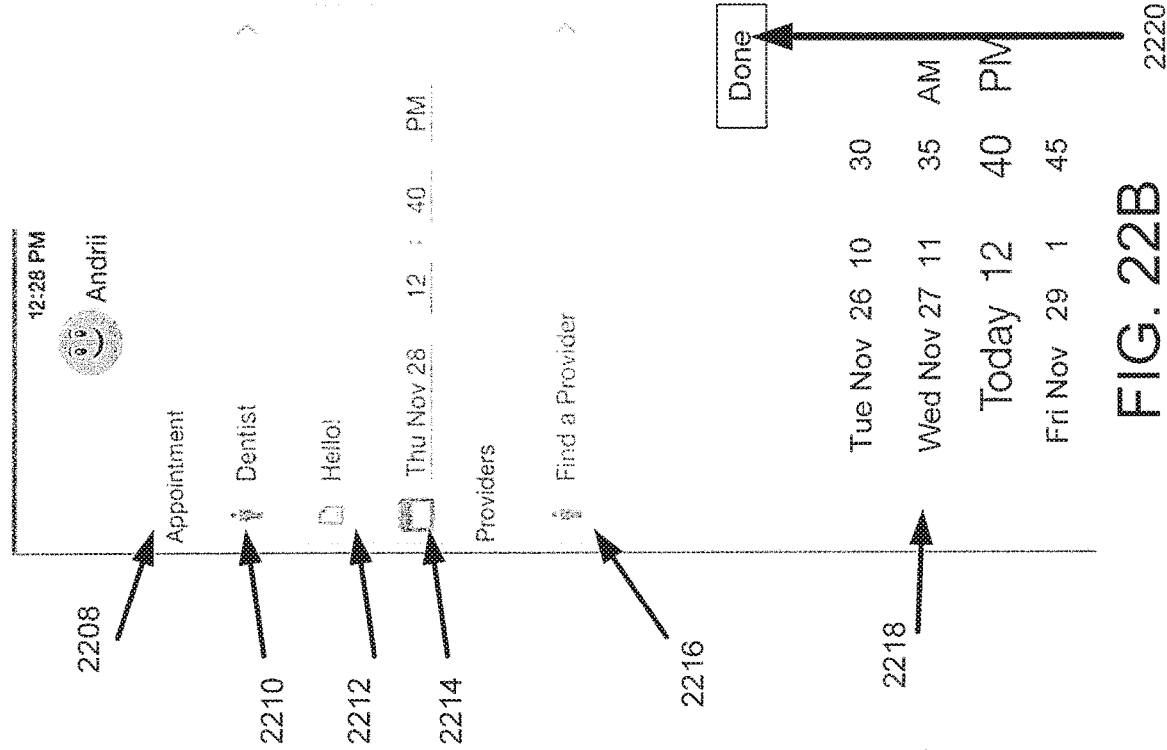 12:28 PM
Andrii
2208
Appointment
2210
Dentist >
2212
Hello!
2214
Thu Nov 28 12 : 40 PM
Providers
2216
Find a Provider >
Done
2218
Tue Nov 26 10 30
Wed Nov 27 11 35 AM
Today 12 40 PM
Fri Nov 29 1 45
2220
FIG. 22B